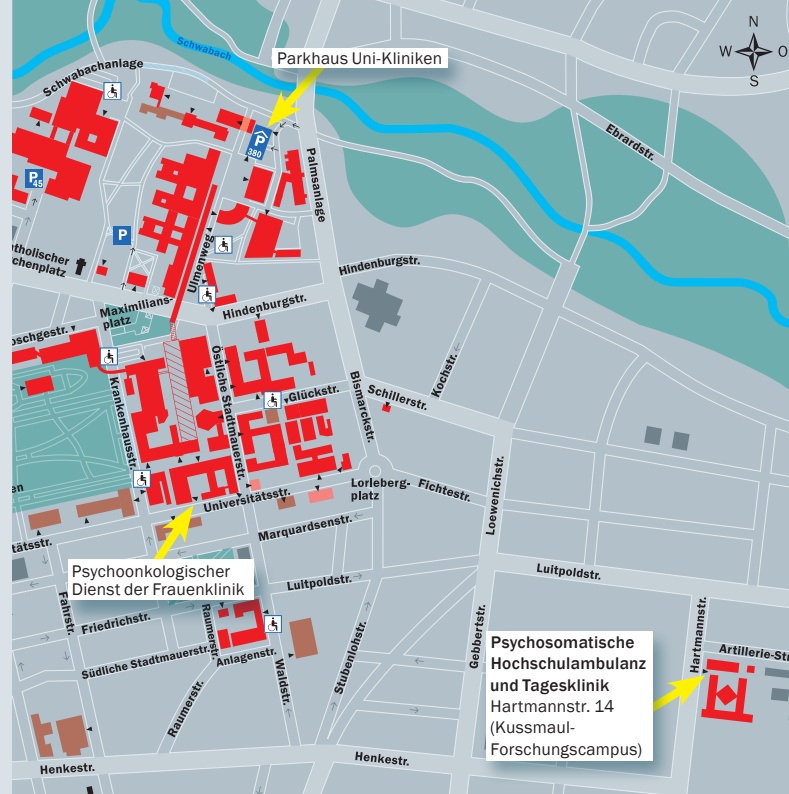 N
W O
S
Schwabach
Parkhaus Uni-Kliniken
Schwabachanlage
P
380
Ebrardstr.
P45
Palmsanlage
P
Ulmenweg
tholischer
chenplatz
Hindenburgstr.
Maximilians-
platz
Hindenburgstr.
oschgestr.
Östliche Stadtmauerstr.
Bismarckstr.
Kochstr.
Schillerstr.
Glückstr.
Krankenhausstr.
Loewenichstr.
en
Universitätsstr.
Lorleberg-
platz
Fichtestr.
Marquardsenstr.
tätsstr.
Psychoonkologischer
Dienst der Frauenklinik
Luitpoldstr.
Luitpoldstr.
Fahrstr.
Friedrichstr.
Raumerstr.
Stubenlohstr.
Gebbertstr.
Hartmannstr.
Psychosomatische
Hochschulambulanz
und Tagesklinik
Hartmannstr. 14
(Kussmaul-
Forschungscampus)
Artillerie-Str
Südliche Stadtmauerstr.
Anlagenstr.
Waldstr.
Raumerstr.
Henkestr.
Henkestr.